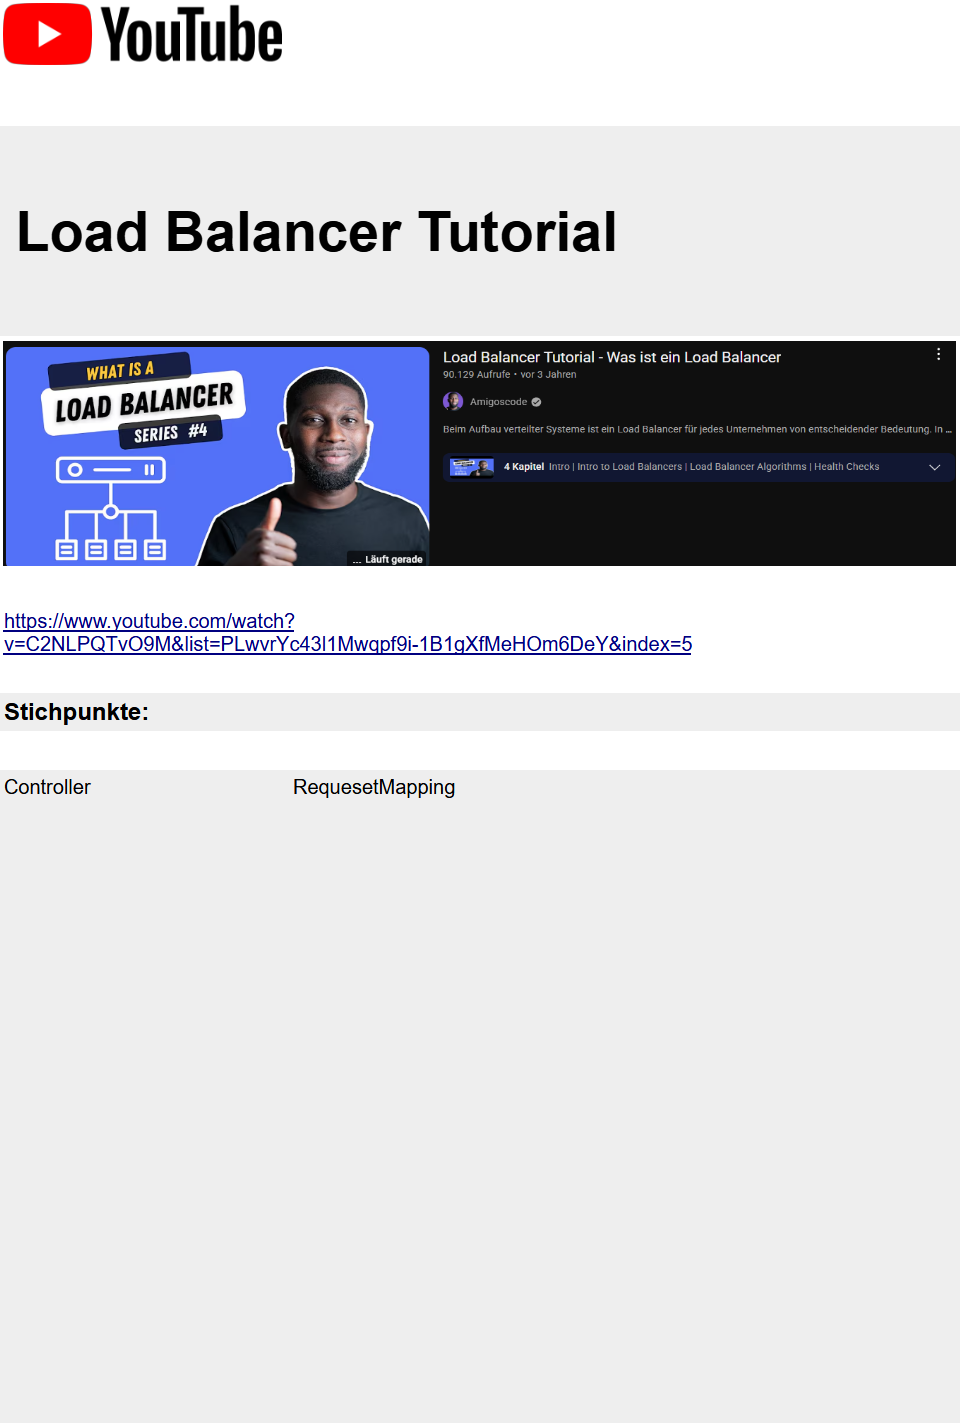 YouTube
Load Balancer Tutorial
WHAT IS A
LOAD BALANCER
SERIES #4
... Läuft gerade
Load Balancer Tutorial - Was ist ein Load Balancer
90.129 Aufrufe • vor 3 Jahren
Amigoscode
Beim Aufbau verteilter Systeme ist ein Load Balancer für jedes Unternehmen von entscheidender Bedeutung. In ...
4 Kapitel Intro | Intro to Load Balancers | Load Balancer Algorithms | Health Checks
https://www.youtube.com/watch?
v=C2NLPQTvO9M&list=PLwvrYc43l1Mwqpf9i-1B1gXfMeHOm6DeY&index=5
Stichpunkte:
Controller RequesetMapping